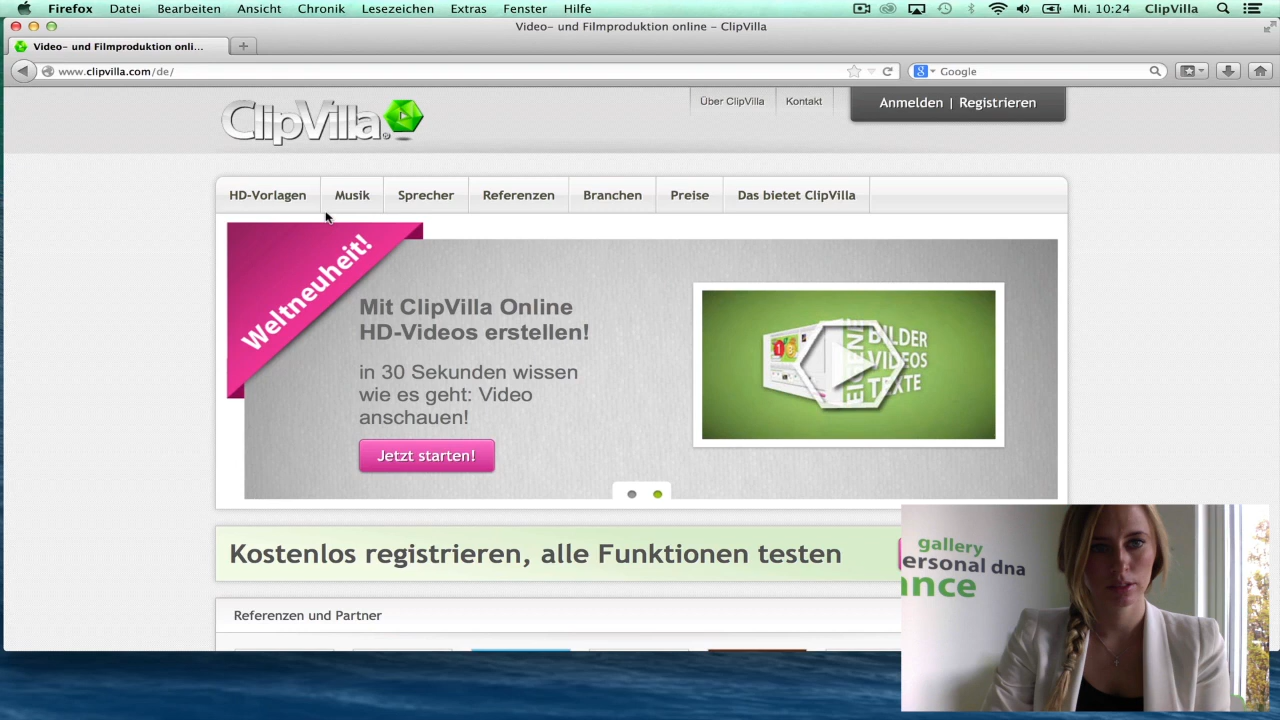 Firefox Datei Bearbeiten Ansicht Chronik Lesezeichen Extras Fenster Hilfe Mi. 10:24 ClipVilla
Video- und Filmproduktion online - ClipVilla
Video- und Filmproduktion onli...
www.clipvilla.com/de/
Google
ClipVilla®
Über ClipVilla Kontakt
Anmelden | Registrieren
HD-Vorlagen Musik Sprecher Referenzen Branchen Preise Das bietet ClipVilla
Weltneuheit!
Mit ClipVilla Online
HD-Videos erstellen!
in 30 Sekunden wissen
wie es geht: Video
anschauen!
Jetzt starten!
EIGENE
BILDER
VIDEOS
TEXTE
Kostenlos registrieren, alle Funktionen testen
Referenzen und Partner
gallery
ersonal dna
ance